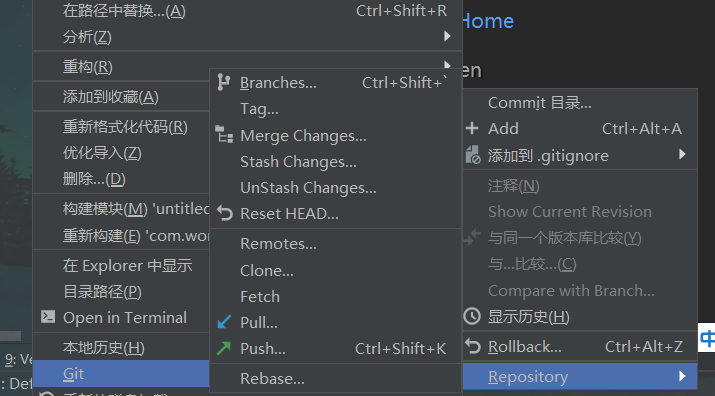 在路径中替换...(A) Ctrl+Shift+R
分析(Z)
重构(R)
添加到收藏(A)
重新格式化代码(R)
优化导入(Z)
删除...(D)
构建模块(M) 'untitled
重新构建(E) 'com.wo
在 Explorer 中显示
目录路径(P)
Open in Terminal
本地历史(H)
Git
Branches... Ctrl+Shift+`
Tag...
Merge Changes...
Stash Changes...
UnStash Changes...
Reset HEAD...
Remotes...
Clone...
Fetch
Pull...
Push... Ctrl+Shift+K
Rebase...
Home
en
Commit 目录...
Add Ctrl+Alt+A
添加到 .gitignore
注释(N)
Show Current Revision
与同一个版本库比较(Y)
与...比较...(C)
Compare with Branch...
显示历史(H)
Rollback... Ctrl+Alt+Z
Repository
9: Ve
: Def
中